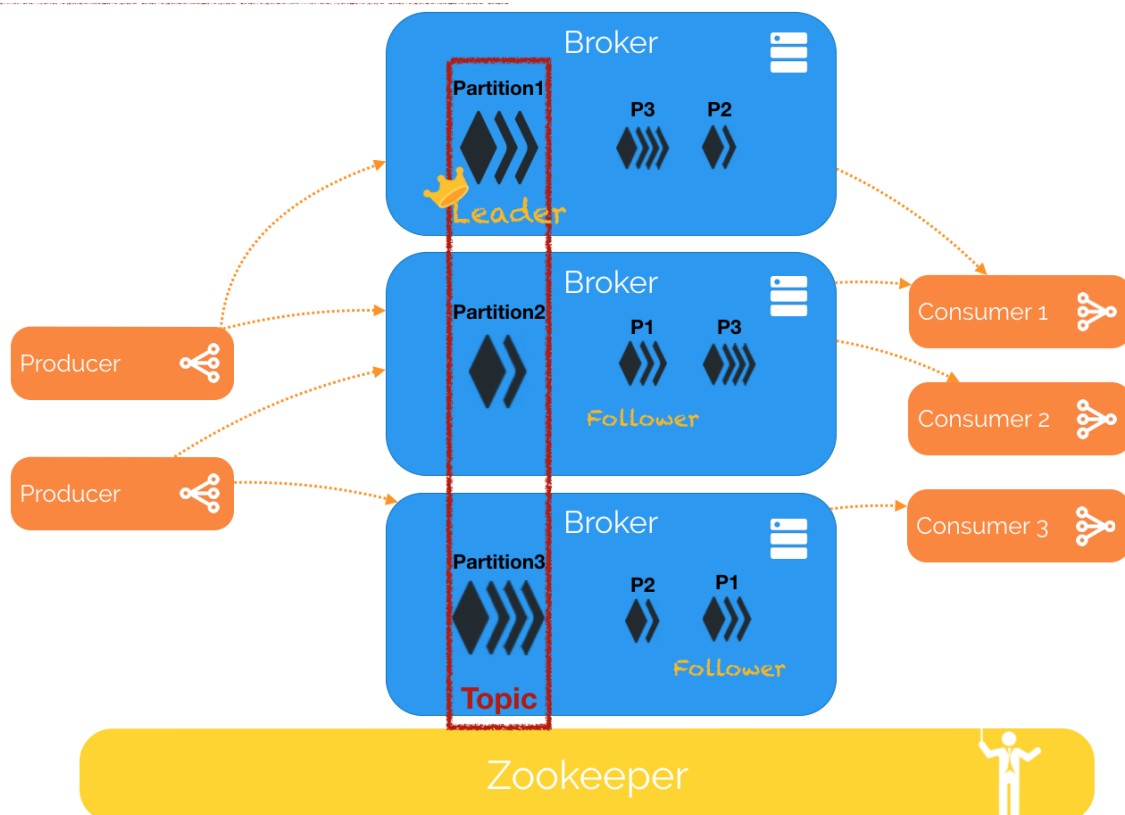 Broker
Partition1
P3 P2
Leader
Broker
Partition2
P1 P3
Follower
Broker
Partition3
P2 P1
Follower
Topic
Producer
Producer
Consumer 1
Consumer 2
Consumer 3
Zookeeper